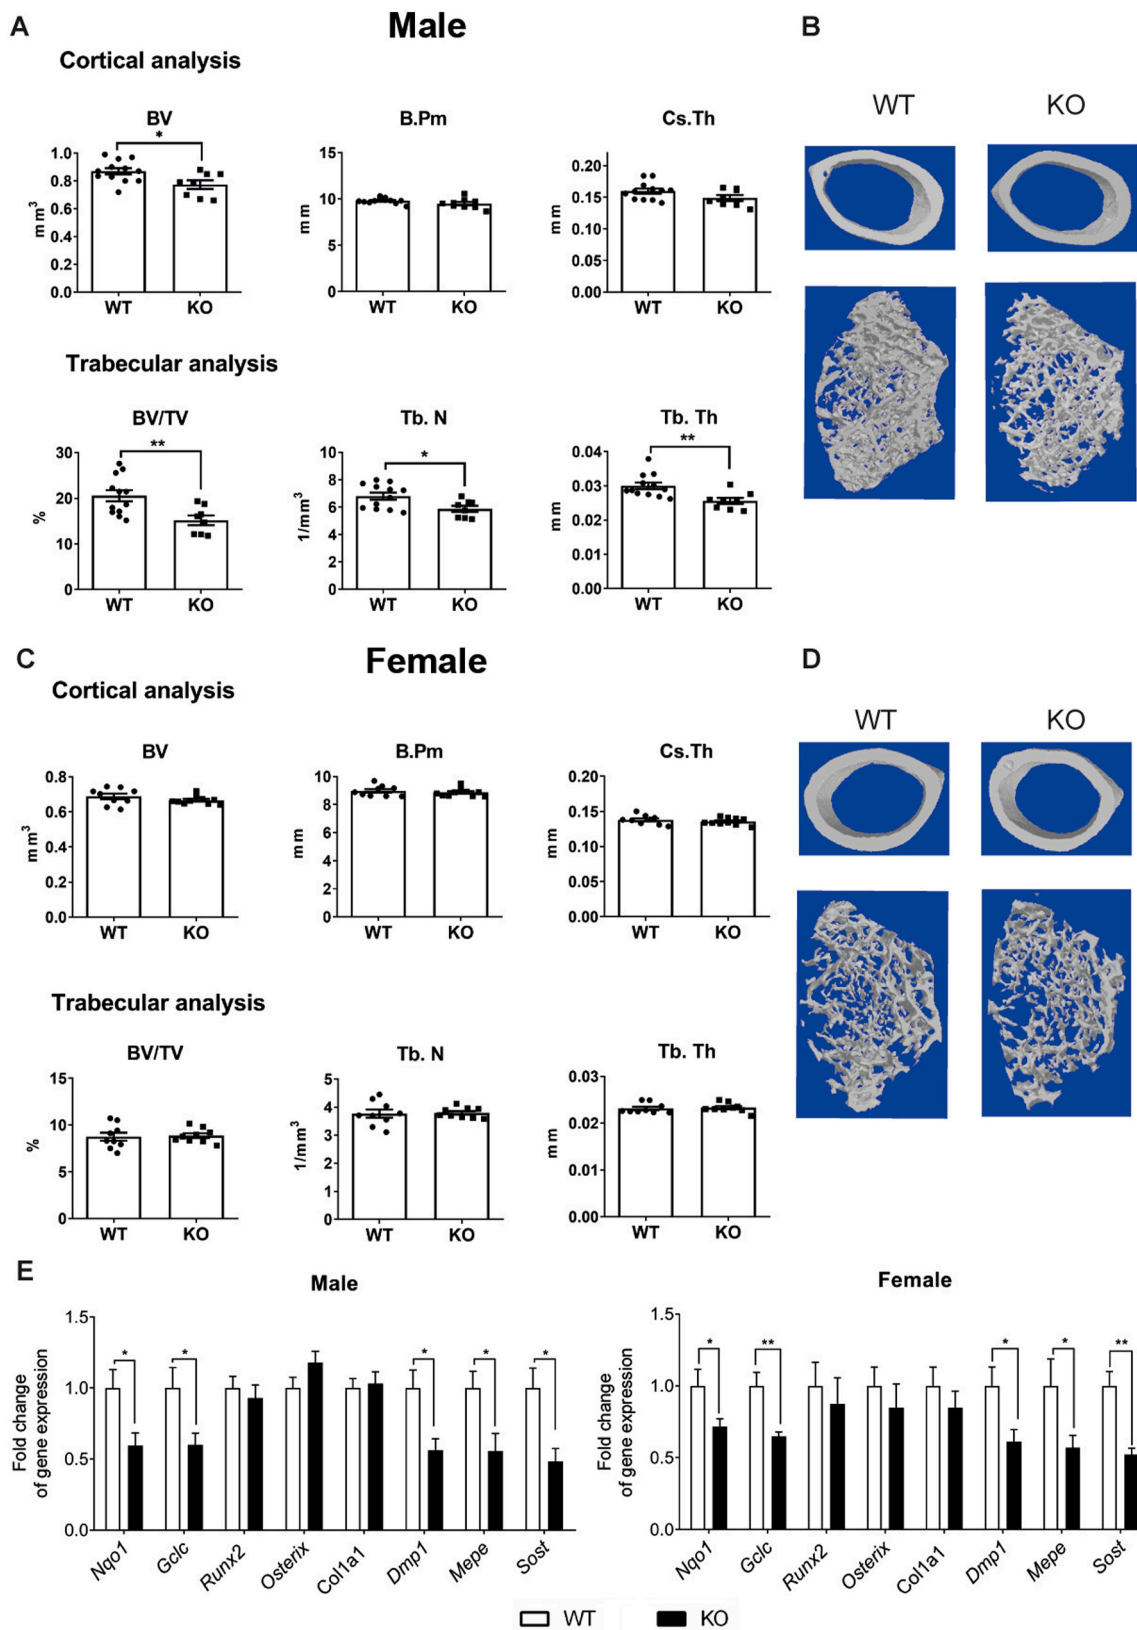 A
Male
B
Cortical analysis
WT
KO
BV
B.Pm
Cs.Th
*
1.0
0.8
0.6
0.4
0.2
0.0
mm³
WT
KO
15
10
5
0
mm
WT
KO
0.20
0.15
0.10
0.05
0.00
mm
WT
KO
Trabecular analysis
BV/TV
Tb. N
Tb. Th
**
30
20
10
0
%
WT
KO
*
10
8
6
4
2
0
1/mm³
WT
KO
**
0.04
0.03
0.02
0.01
0.00
mm
WT
KO
C
Female
D
Cortical analysis
WT
KO
BV
B.Pm
Cs.Th
0.8
0.6
0.4
0.2
0.0
mm³
WT
KO
10
8
6
4
2
0
mm
WT
KO
0.20
0.15
0.10
0.05
0.00
mm
WT
KO
Trabecular analysis
BV/TV
Tb. N
Tb. Th
15
10
5
0
%
WT
KO
5
4
3
2
1
0
1/mm³
WT
KO
0.03
0.02
0.01
0.00
mm
WT
KO
E
Male
Fold change
of gene expression
1.5
1.0
0.5
0.0
* * * * *
Nqo1
Gclc
Runx2
Osterix
Col1a1
Dmp1
Mepe
Sost
Female
Fold change
of gene expression
1.5
1.0
0.5
0.0
* ** * * **
Nqo1
Gclc
Runx2
Osterix
Col1a1
Dmp1
Mepe
Sost
WT
KO